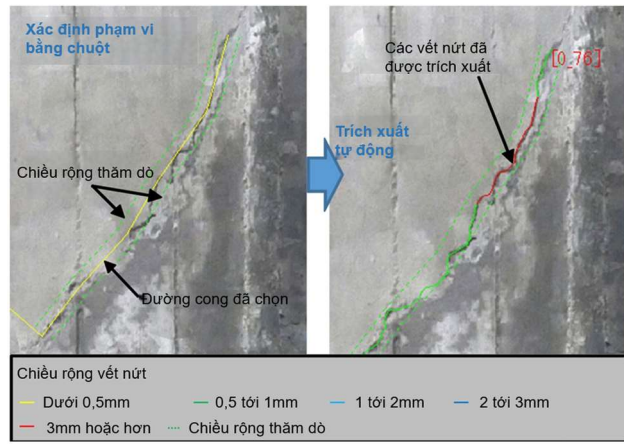 Xác định phạm vi
bằng chuột
Chiều rộng thăm dò
Đường cong đã chọn
Các vết nứt đã
được trích xuất
[0_76]
Trích xuất
tự động
Chiều rộng vết nứt
Dưới 0,5mm
0,5 tới 1mm
1 tới 2mm
2 tới 3mm
3mm hoặc hơn
Chiều rộng thăm dò